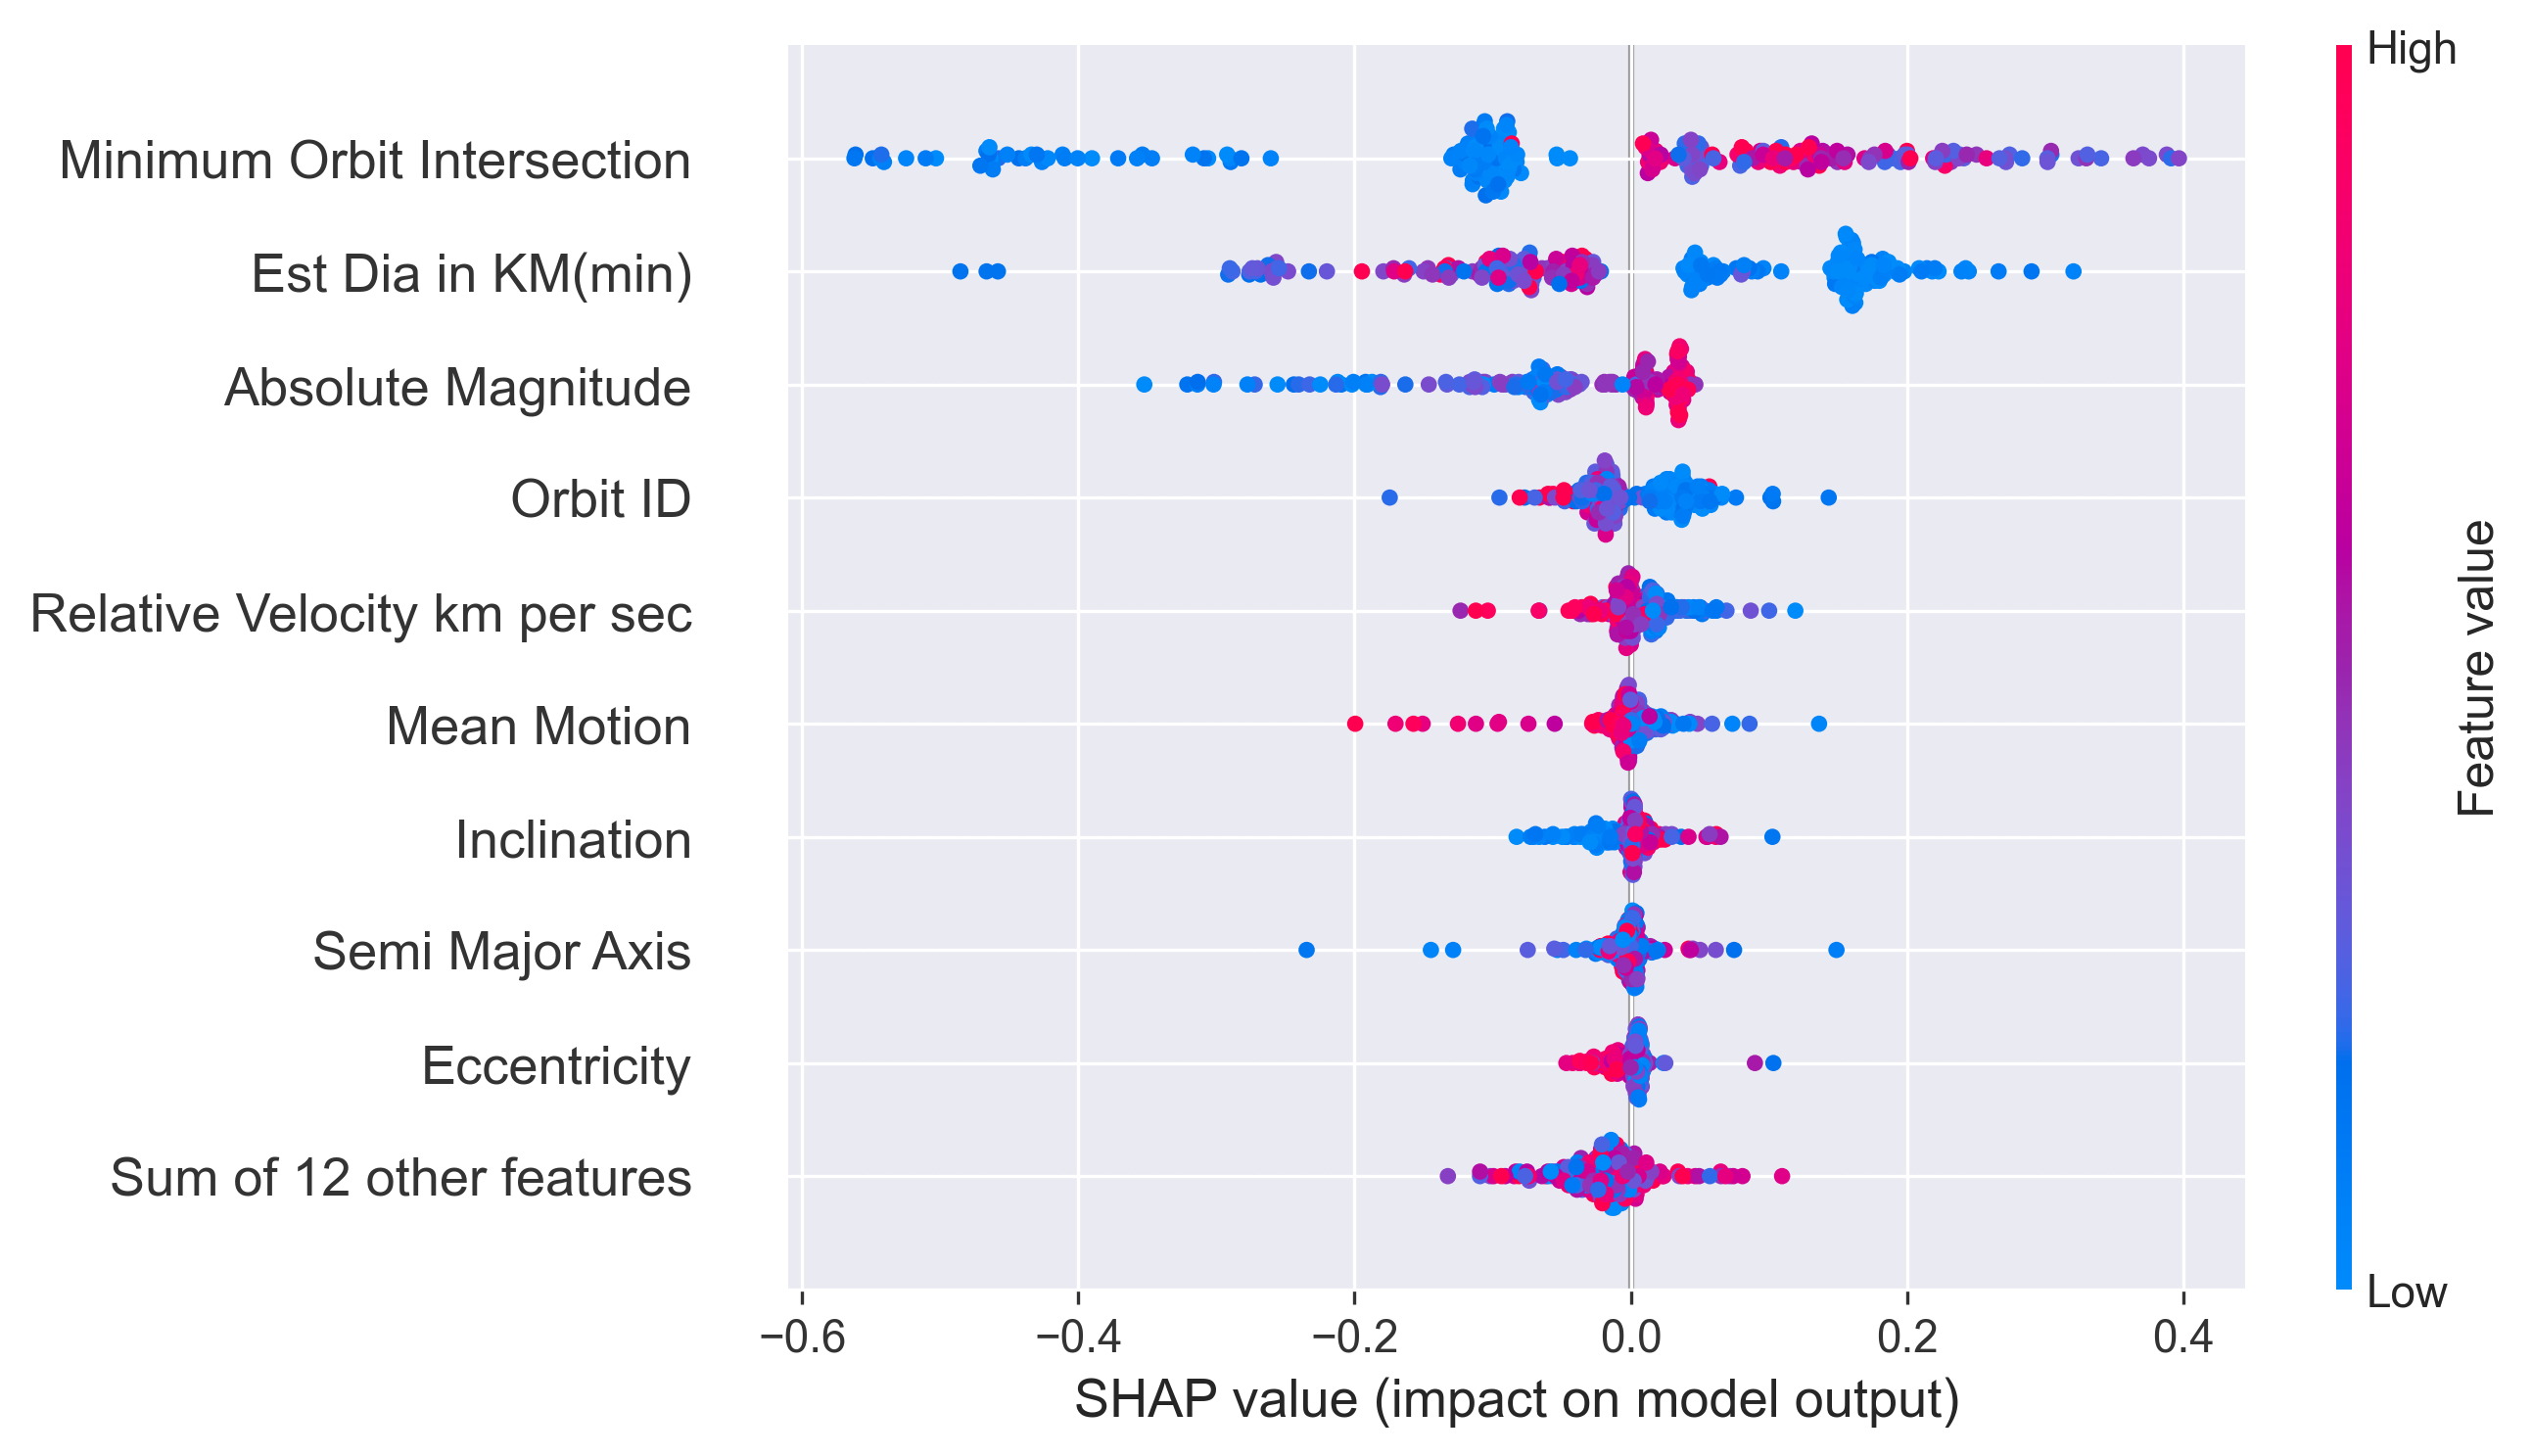 High
Minimum Orbit Intersection
Est Dia in KM(min)
Absolute Magnitude
Orbit ID
Relative Velocity km per sec
Mean Motion
Inclination
Semi Major Axis
Eccentricity
Sum of 12 other features
Feature value
Low
−0.6 −0.4 −0.2 0.0 0.2 0.4
SHAP value (impact on model output)